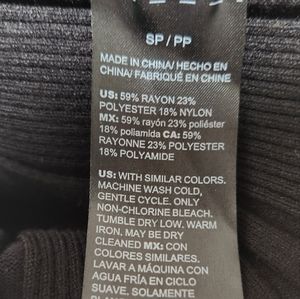 SP / PP
MADE IN CHINA/ HECHO EN
CHINA/ FABRIQUÉ EN CHINE
US: 59% RAYON 23%
POLYESTER 18% NYLON
MX: 59% rayón 23% poliéster
18% poliamida CA: 59%
RAYONNE 23% POLYESTER
18% POLYAMIDE
US: WITH SIMILAR COLORS.
MACHINE WASH COLD,
GENTLE CYCLE. ONLY
NON-CHLORINE BLEACH.
TUMBLE DRY LOW. WARM
IRON. MAY BE DRY
CLEANED MX: CON
COLORES SIMILARES.
LAVAR A MÁQUINA CON
AGUA FRÍA EN CICLO
SUAVE. SOLAMENTE